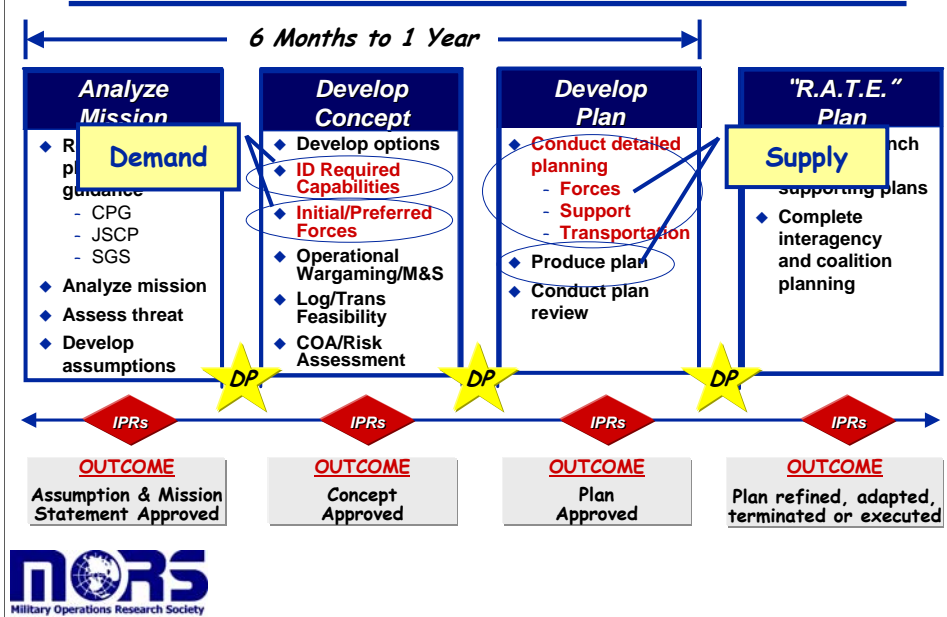 6 Months to 1 Year
Analyze
Mission
Demand
guidance
- CPG
- JSCP
- SGS
Analyze mission
Assess threat
Develop
assumptions
Develop
Concept
Develop options
ID Required
Capabilities
Initial/Preferred
Forces
Operational
Wargaming/M&S
Log/Trans
Feasibility
COA/Risk
Assessment
Develop
Plan
Conduct detailed
planning
- Forces
- Support
- Transportation
Produce plan
Conduct plan
review
"R.A.T.E."
Plan
Supply
supporting plans
Complete
interagency
and coalition
planning
DP
DP
DP
IPRs
IPRs
IPRs
IPRs
OUTCOME
Assumption & Mission
Statement Approved
OUTCOME
Concept
Approved
OUTCOME
Plan
Approved
OUTCOME
Plan refined, adapted,
terminated or executed
MORS
Military Operations Research Society